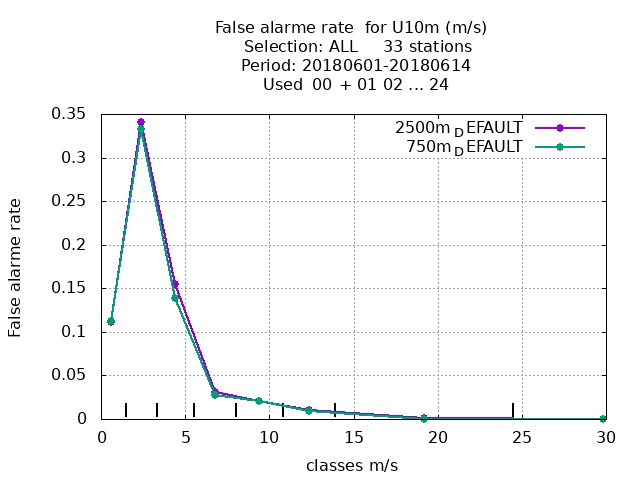 False alarme rate  for U10m (m/s)
Selection: ALL     33 stations
Period: 20180601-20180614
Used  00 + 01 02 ... 24
0.35
0.3
0.25
0.2
0.15
0.1
0.05
0
False alarme rate
2500m_DEFAULT
750m_DEFAULT
0 5 10 15 20 25 30
classes m/s